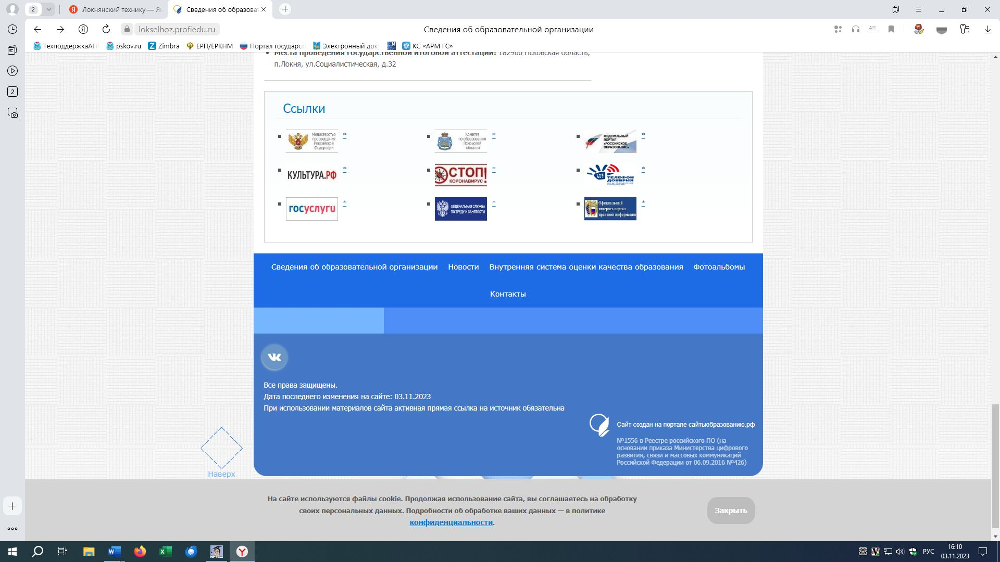 2
Локнянский технику — Ян
Сведения об образова
lokselhoz.profiedu.ru
Сведения об образовательной организации
ТехподдержкаАП
pskov.ru
Zimbra
ЕРП/ЕРКНМ
Портал государст
Электронный док
КС «АРМ ГС»
2
Места проведения государственной итоговой аттестации: 182900 Псковская область,
п.Локня, ул.Социалистическая, д.32
Ссылки
Министерство
просвещения
Российской
Федерации
*
Комитет
по образованию
Псковской
области
*
ФЕДЕРАЛЬНЫЙ
ПОРТАЛ
«РОССИЙСКОЕ
ОБРАЗОВАНИЕ»
*
КУЛЬТУРА.РФ
*
СТОП!
КОРОНАВИРУС
*
ТЕЛЕФОН
ДОВЕРИЯ
*
госуслуги
*
ФЕДЕРАЛЬНАЯ СЛУЖБА
ПО ТРУДУ И ЗАНЯТОСТИ
*
Официальный
интернет-портал
правовой информации
*
Сведения об образовательной организации
Новости
Внутренняя система оценки качества образования
Фотоальбомы
Контакты
Все права защищены.
Дата последнего изменения на сайте: 03.11.2023
При использовании материалов сайта активная прямая ссылка на источник обязательна
Сайт создан на портале сайтыобразованию.рф
№1556 в Реестре российского ПО (на
основании приказа Министерства цифрового
развития, связи и массовых коммуникаций
Российской Федерации от 06.09.2016 №426)
Наверх
На сайте используются файлы cookie. Продолжая использование сайта, вы соглашаетесь на обработку
своих персональных данных. Подробности об обработке ваших данных — в политике
конфиденциальности.
Закрыть
РУС
16:10
03.11.2023